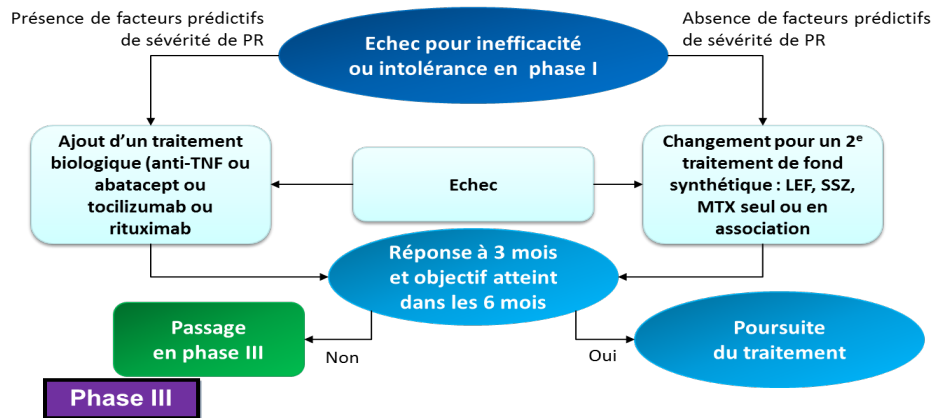 Présence de facteurs prédictifs
de sévérité de PR
Echec pour inefficacité
ou intolérance en phase I
Absence de facteurs prédictifs
de sévérité de PR
Ajout d'un traitement
biologique (anti-TNF ou
abatacept ou
tocilizumab ou
rituximab
Echec
Changement pour un 2e
traitement de fond
synthétique : LEF, SSZ,
MTX seul ou en
association
Réponse à 3 mois
et objectif atteint
dans les 6 mois
Passage
en phase III
Non
Oui
Poursuite
du traitement
Phase III